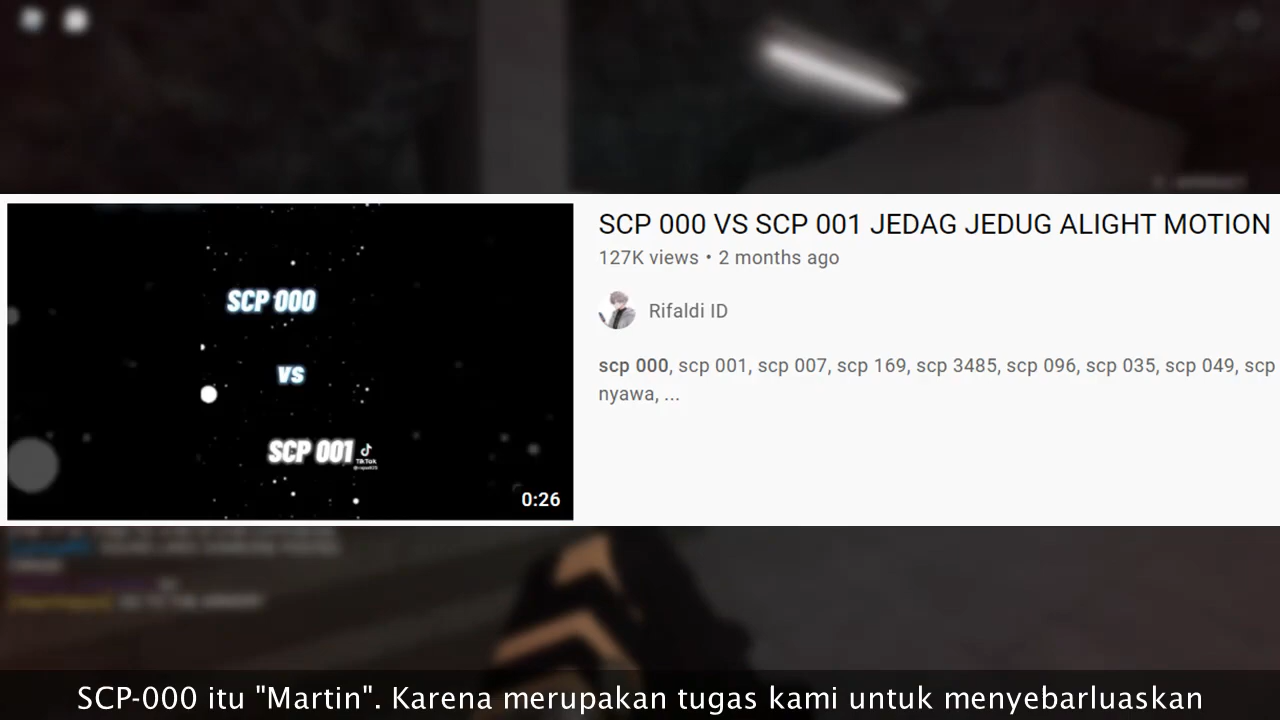 SCP 000
VS
SCP 001
TikTok
0:26
SCP 000 VS SCP 001 JEDAG JEDUG ALIGHT MOTION
127K views • 2 months ago
Rifaldi ID
scp 000, scp 001, scp 007, scp 169, scp 3485, scp 096, scp 035, scp 049, scp
nyawa, ...
SCP-000 itu "Martin". Karena merupakan tugas kami untuk menyebarluaskan